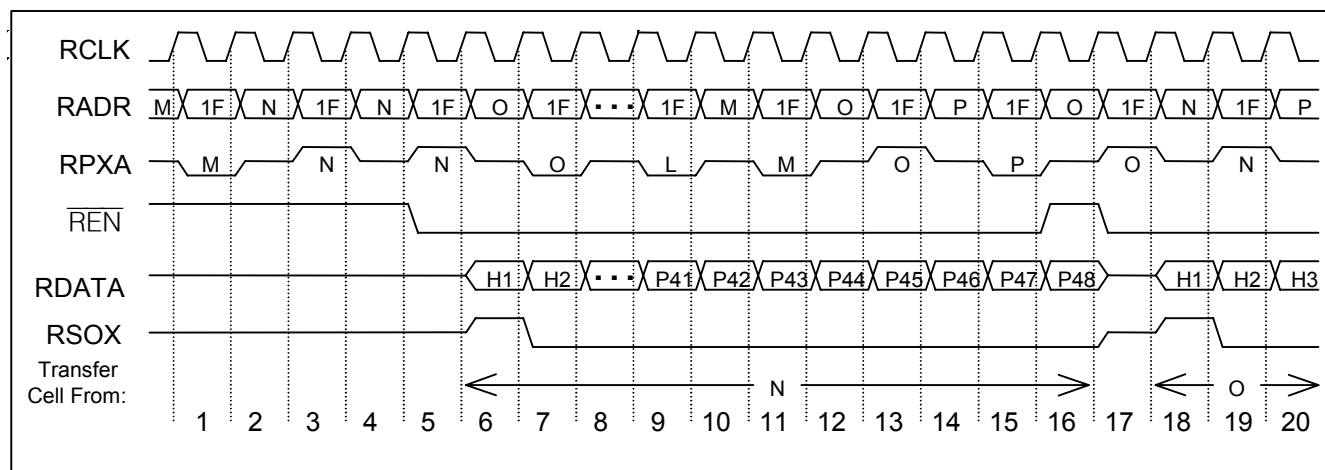 RCLK
RADR M 1F N 1F N 1F O 1F ··· 1F M 1F O 1F P 1F O 1F N 1F P
RPXA M N N O L M O P O N
REN
RDATA H1 H2 ··· P41 P42 P43 P44 P45 P46 P47 P48 H1 H2 H3
RSOX
Transfer
Cell From: N O
1 2 3 4 5 6 7 8 9 10 11 12 13 14 15 16 17 18 19 20